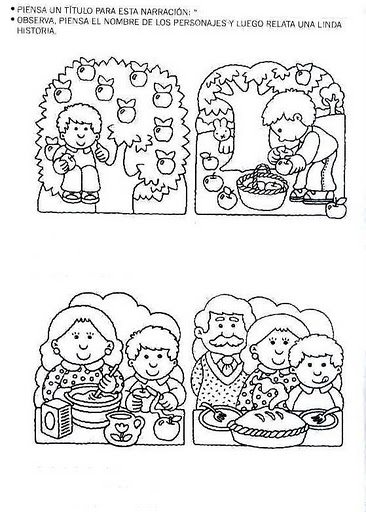 • PIENSA UN TÍTULO PARA ESTA NARRACIÓN: "
• OBSERVA, PIENSA EL NOMBRE DE LOS PERSONAJES Y LUEGO RELATA UNA LINDA
HISTORIA.